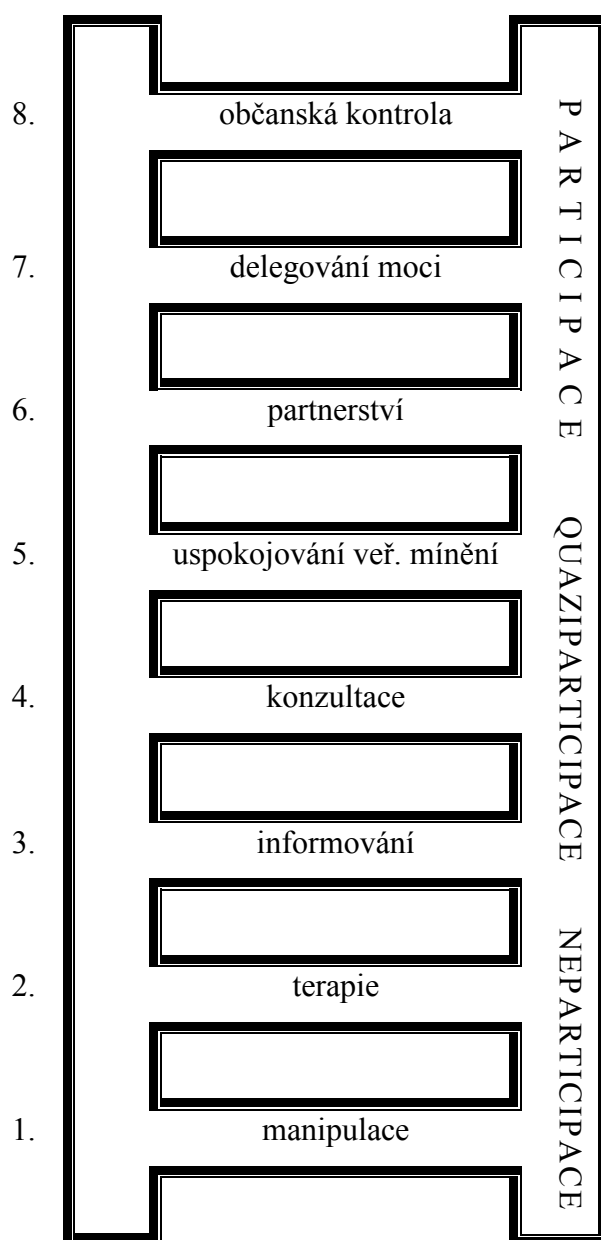 8. občanská kontrola
7. delegování moci
6. partnerství
5. uspokojování veř. mínění
4. konzultace
3. informování
2. terapie
1. manipulace
PARTICIPACE
QUAZIPARTICIPACE
NEPARTICIPACE